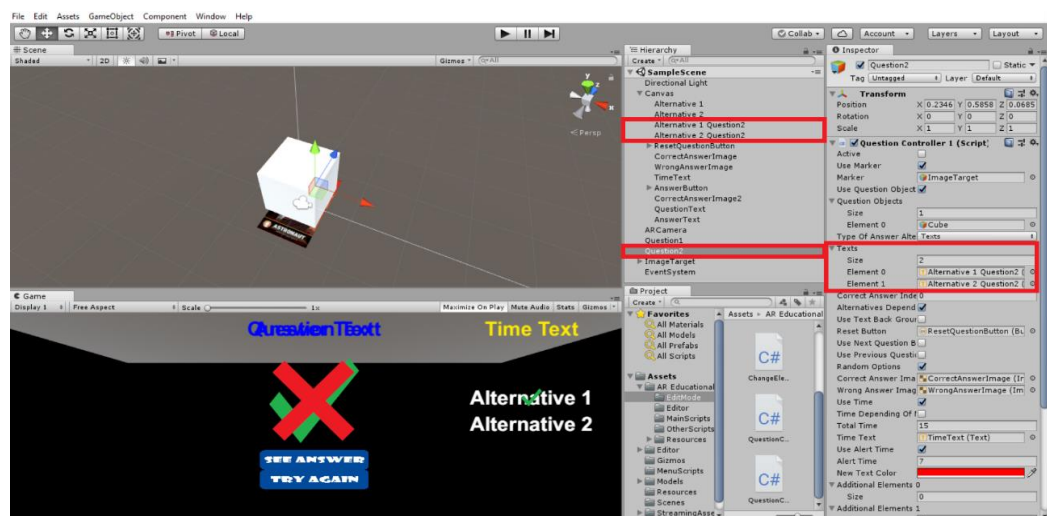 File Edit Assets GameObject Component Window Help
Pivot Local Collab Account Layers Layout
Scene
Shaded 2D Gizmos All
y
x
Persp
ASTRONAUT
Game
Display 1 Free Aspect Scale 1x Maximize On Play Mute Audio Stats Gizmos
Time Text
Alternative 1
Alternative 2
SEE ANSWER
TRY AGAIN
Hierarchy
Create All
SampleScene
Directional Light
Canvas
Alternative 1
Alternative 2
Alternative 1 Question2
Alternative 2 Question2
ResetQuestionButton
CorrectAnswerImage
WrongAnswerImage
TimeText
AnswerButton
CorrectAnswerImage2
QuestionText
AnswerText
ARCamera
Question1
Question2
ImageTarget
EventSystem
Project
Create
Favorites
All Materials
All Models
All Prefabs
All Scripts
Assets
AR Educational
EditMode
Editor
MainScripts
OtherScripts
Resources
Editor
Gizmos
MenuScripts
Models
Resources
Scenes
StreamingAsse
Assets AR Educational
C#
ChangeEle..
C#
QuestionC...
C#
QuestionC...
Inspector
Question2 Static
Tag Untagged Layer Default
Transform
Position X 0.2346 Y 0.5858 Z 0.0685
Rotation X 0 Y 0 Z 0
Scale X 1 Y 1 Z 1
Question Controller 1 (Script)
Active
Use Marker
Marker ImageTarget
Use Question Object
Question Objects
Size 1
Element 0 Cube
Type Of Answer Alte Texts
Texts
Size 2
Element 0 Alternative 1 Question2 (
Element 1 Alternative 2 Question2 (
Correct Answer Inde 0
Alternatives Depend
Use Text Back Grour
Reset Button ResetQuestionButton (Bu
Use Next Question B
Use Previous Questi
Random Options
Correct Answer Ima CorrectAnswerImage (Ir
Wrong Answer Imag WrongAnswerImage (Im
Use Time
Time Depending Of
Total Time 15
Time Text TimeText (Text)
Use Alert Time
Alert Time 7
New Text Color
Additional Elements 0
Size 0
Additional Elements 1